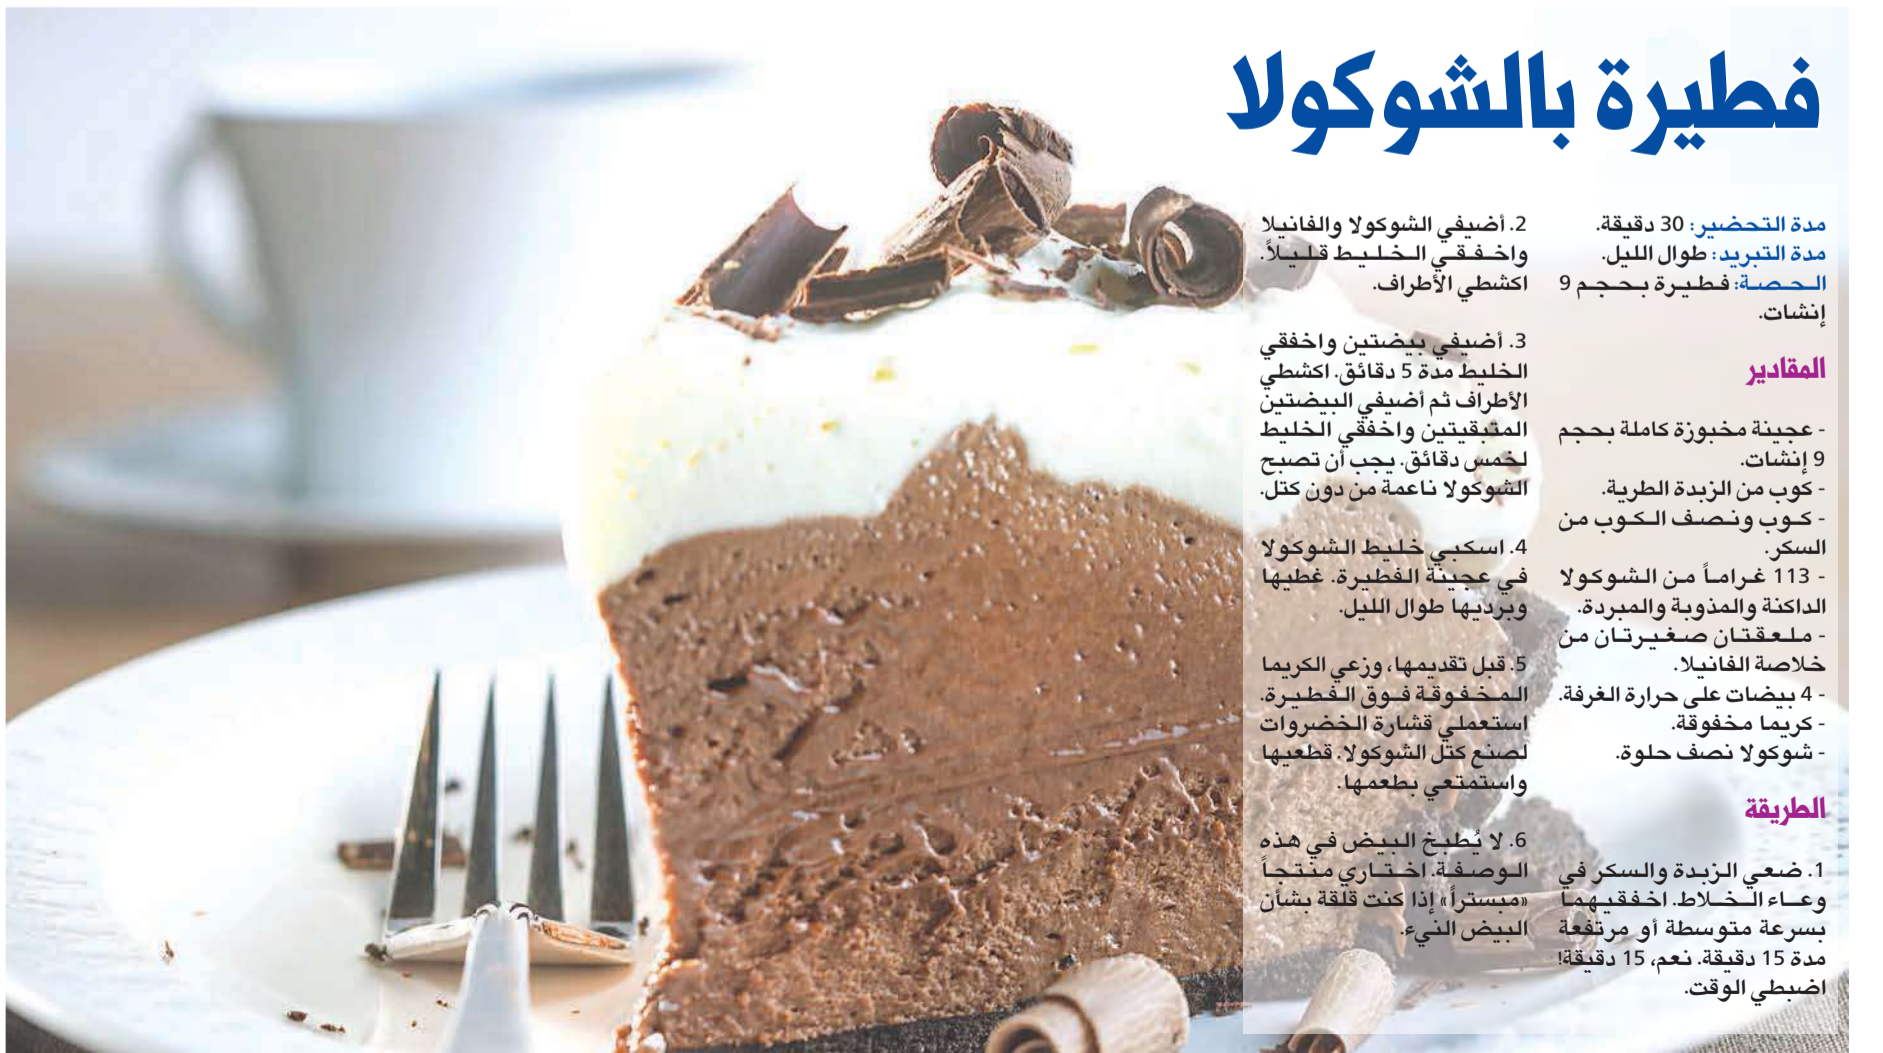 فطيرة بالشوكولا
مدة التحضير: 30 دقيقة.
مدة التبريد: طوال الليل.
الحصة: فطيرة بحجم 9
إنشات.
المقادير
- عجينة مخبوزة كاملة بحجم
9 إنشات.
- كوب من الزبدة الطرية.
- كوب ونصف الكوب من
السكر.
- 113 غراماً من الشوكولا
الداكنة والمذوبة والمبردة.
- ملعقتان صغيرتان من
خلاصة الفانيلا.
- 4 بيضات على حرارة الغرفة.
- كريما مخفوقة.
- شوكولا نصف حلوة.
الطريقة
1. ضعي الزبدة والسكر في
وعاء الخلاط. اخفقيهما
بسرعة متوسطة أو مرتفعة
مدة 15 دقيقة. نعم، 15 دقيقة!
اضبطي الوقت.
2. أضيفي الشوكولا والفانيلا
واخفقي الخليط قليلاً.
اكشطي الأطراف.
3. أضيفي بيضتين واخفقي
الخليط مدة 5 دقائق. اكشطي
الأطراف ثم أضيفي البيضتين
المتبقيتين واخفقي الخليط
لخمس دقائق. يجب أن تصبح
الشوكولا ناعمة من دون كتل.
4. اسكبي خليط الشوكولا
في عجينة الفطيرة. غطيها
وبرديها طوال الليل.
5. قبل تقديمها، وزعي الكريما
المخفوقة فوق الفطيرة.
استعملي قشارة الخضروات
لصنع كتل الشوكولا. قطعيها
واستمتعي بطعمها.
6. لا يُطبخ البيض في هذه
الوصفة. اختاري منتجاً
«مبستراً» إذا كنت قلقة بشأن
البيض النيء.